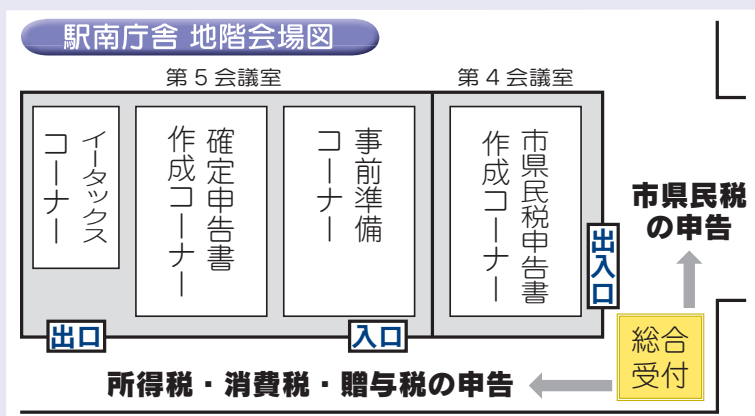 駅南庁舎 地階会場図
第5会議室
第4会議室
イータックス
コーナー
確定申告書
作成コーナー
事前準備
コーナー
市県民税申告書
作成コーナー
出入口
市県民税
の申告
出口
入口
総合
受付
所得税・消費税・贈与税の申告